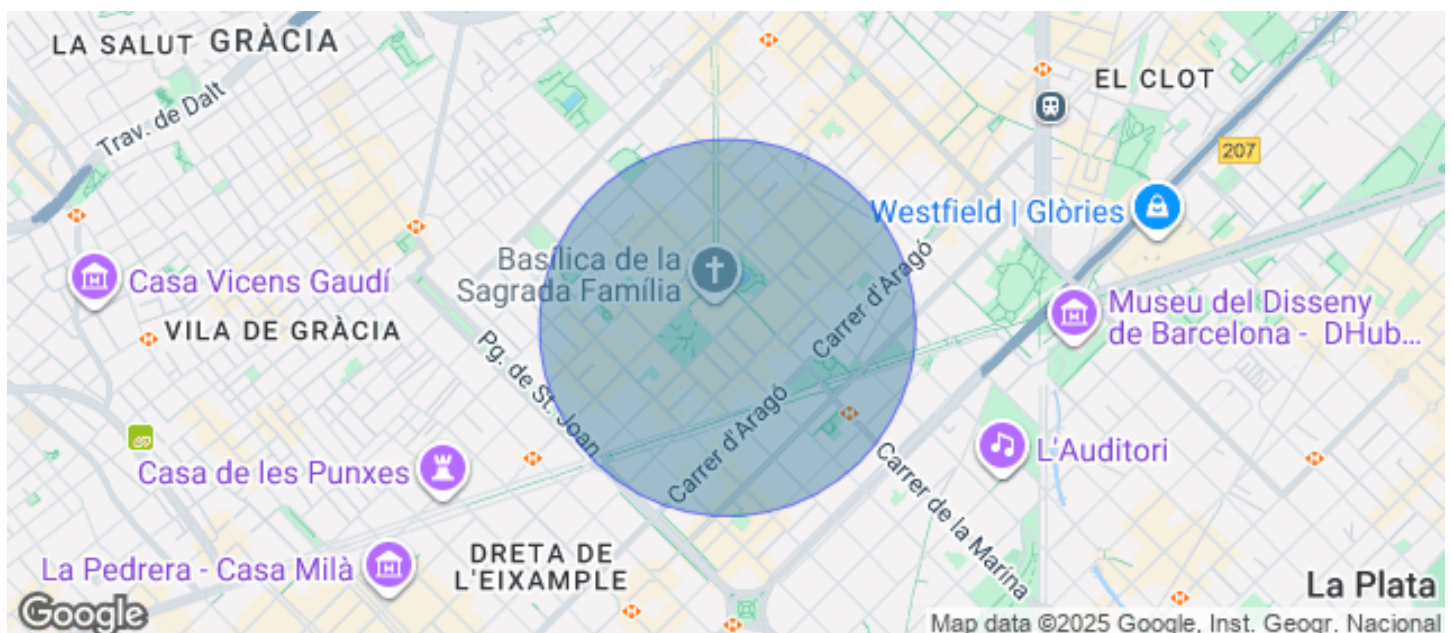 LA SALUT
GRÀCIA
EL CLOT
Trav. de Dalt
207
Westfield | Glòries
Basílica de la
Sagrada Família
Casa Vicens Gaudí
Carrer d'Aragó
Museu del Disseny
de Barcelona - DHub...
VILA DE GRÀCIA
Pg. de St. Joan
Carrer d'Aragó
L'Auditori
Casa de les Punxes
Carrer de la Marina
La Pedrera - Casa Milà
DRETA DE
L'EIXAMPLE
La Plata
Google
Map data ©2025 Google, Inst. Geogr. Nacional